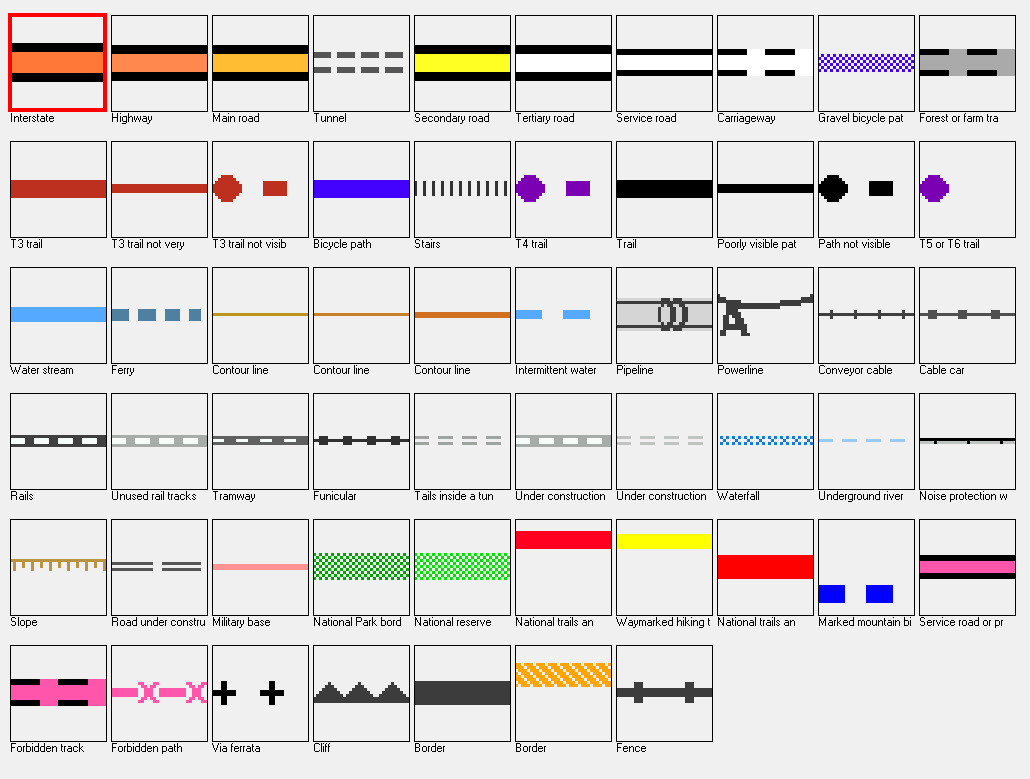 Interstate Highway Main road Tunnel Secondary road Tertiary road Service road Carriageway Gravel bicycle pat Forest or farm tra
T3 trail T3 trail not very T3 trail not visib Bicycle path Stairs T4 trail Trail Poorly visible pat Path not visible T5 or T6 trail
Water stream Ferry Contour line Contour line Contour line Intermittent water Pipeline Powerline Conveyor cable Cable car
Rails Unused rail tracks Tramway Funicular Tails inside a tun Under construction Under construction Waterfall Underground river Noise protection w
Slope Road under constru Military base National Park bord National reserve National trails an Waymarked hiking t National trails an Marked mountain bi Service road or pr
Forbidden track Forbidden path Via ferrata Cliff Border Border Fence